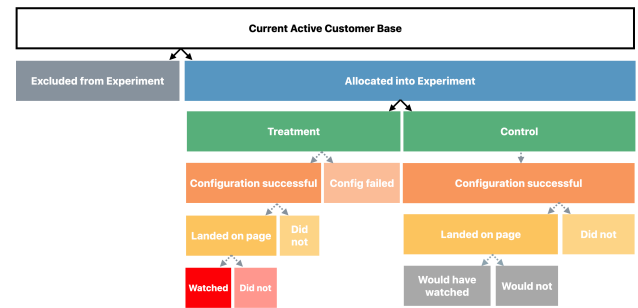 Current Active Customer Base
Excluded from Experiment
Allocated into Experiment
Treatment
Control
Configuration successful
Config failed
Configuration successful
Landed on page
Did
not
Landed on page
Did not
Watched
Did not
Would have
watched
Would not